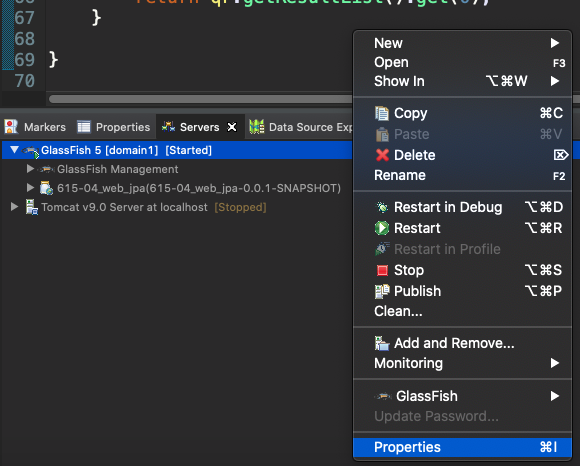 return qr.getResultList().get(0);
67 }
68
69 }
70
Markers Properties Servers Data Source Exp
GlassFish 5 [domain1] [Started]
GlassFish Management
615-04_web_jpa(615-04_web_jpa-0.0.1-SNAPSHOT)
Tomcat v9.0 Server at localhost [Stopped]
New
Open F3
Show In ⌥⌘W
Copy ⌘C
Paste ⌘V
Delete ⌦
Rename F2
Restart in Debug ⌥⌘D
Restart ⌥⌘R
Restart in Profile
Stop ⌥⌘S
Publish ⌥⌘P
Clean...
Add and Remove...
Monitoring
GlassFish
Update Password...
Properties ⌘I